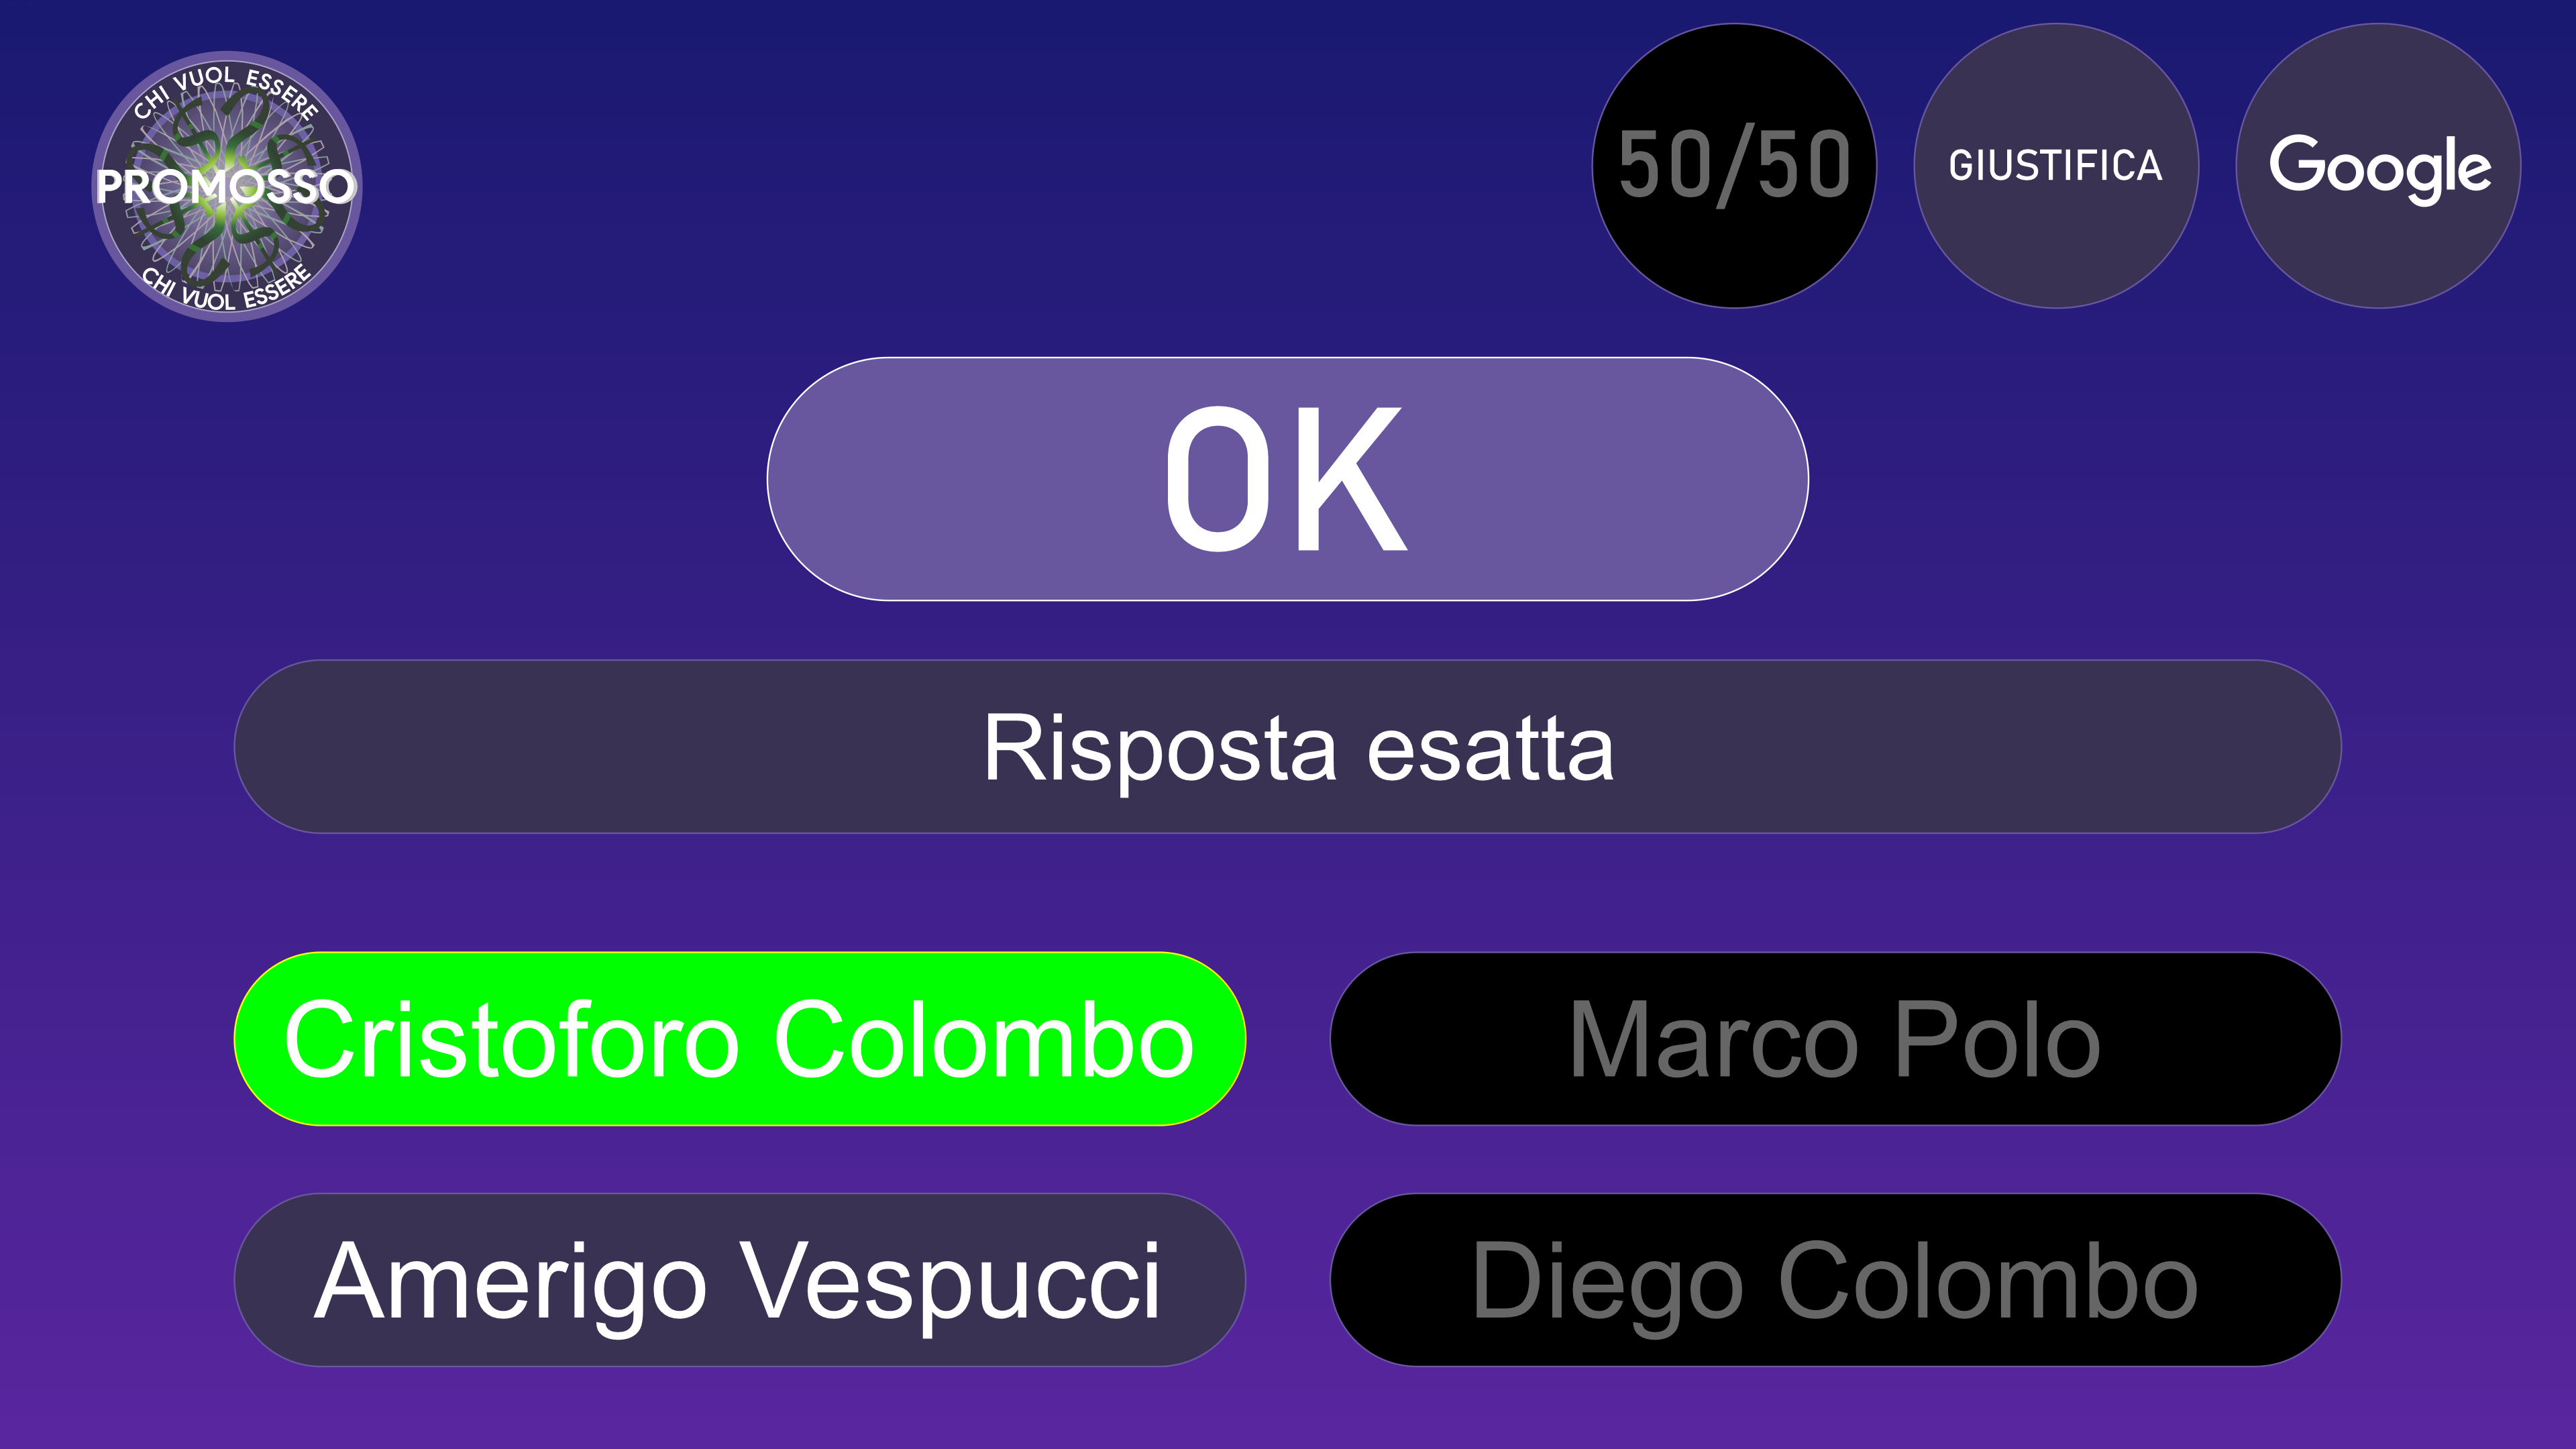 CHI VUOL ESSERE
PROMOSSO
CHI VUOL ESSERE
50/50
GIUSTIFICA
Google
OK
Risposta esatta
Cristoforo Colombo
Marco Polo
Amerigo Vespucci
Diego Colombo